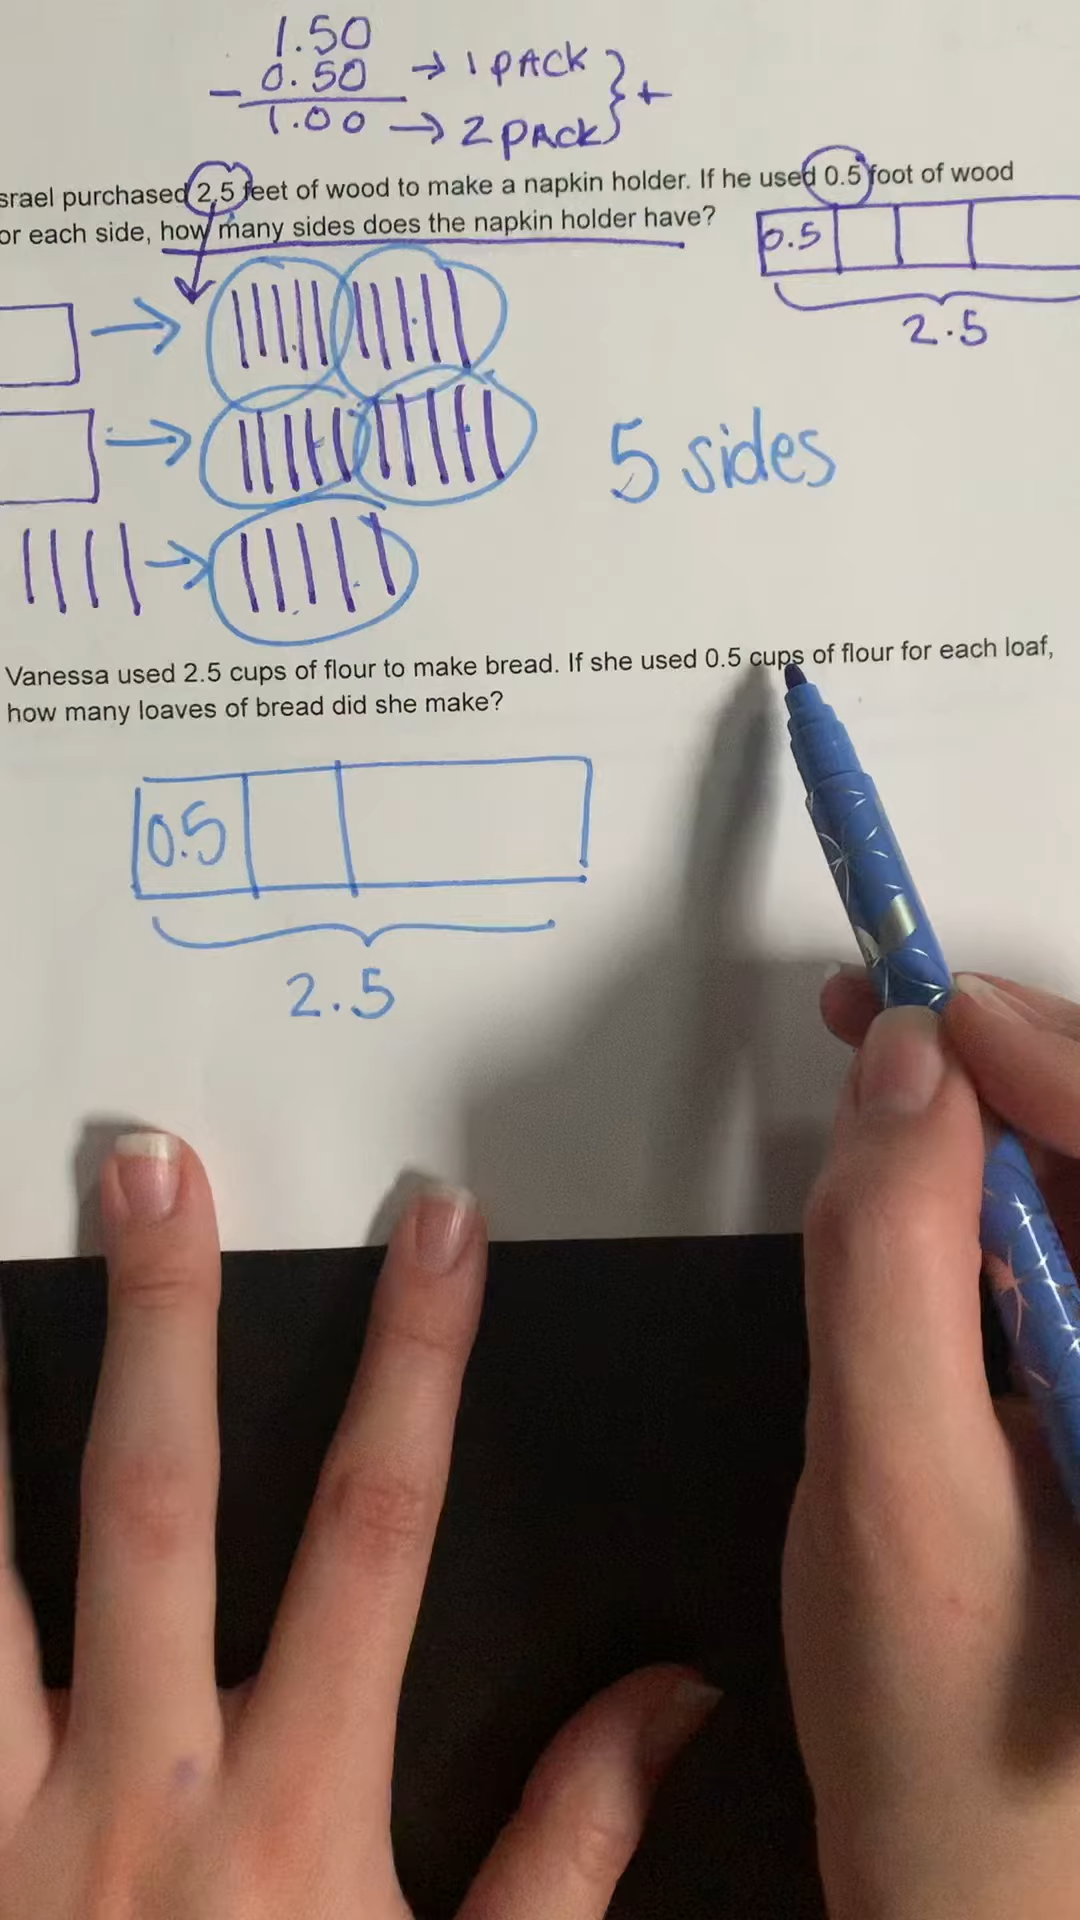 1.50
- 0.50 → 1 PACK } +
1.00 → 2 PACK
srael purchased 2.5 feet of wood to make a napkin holder. If he used 0.5 foot of wood
or each side, how many sides does the napkin holder have?
0.5
2.5
5 sides
Vanessa used 2.5 cups of flour to make bread. If she used 0.5 cups of flour for each loaf,
how many loaves of bread did she make?
0.5
2.5